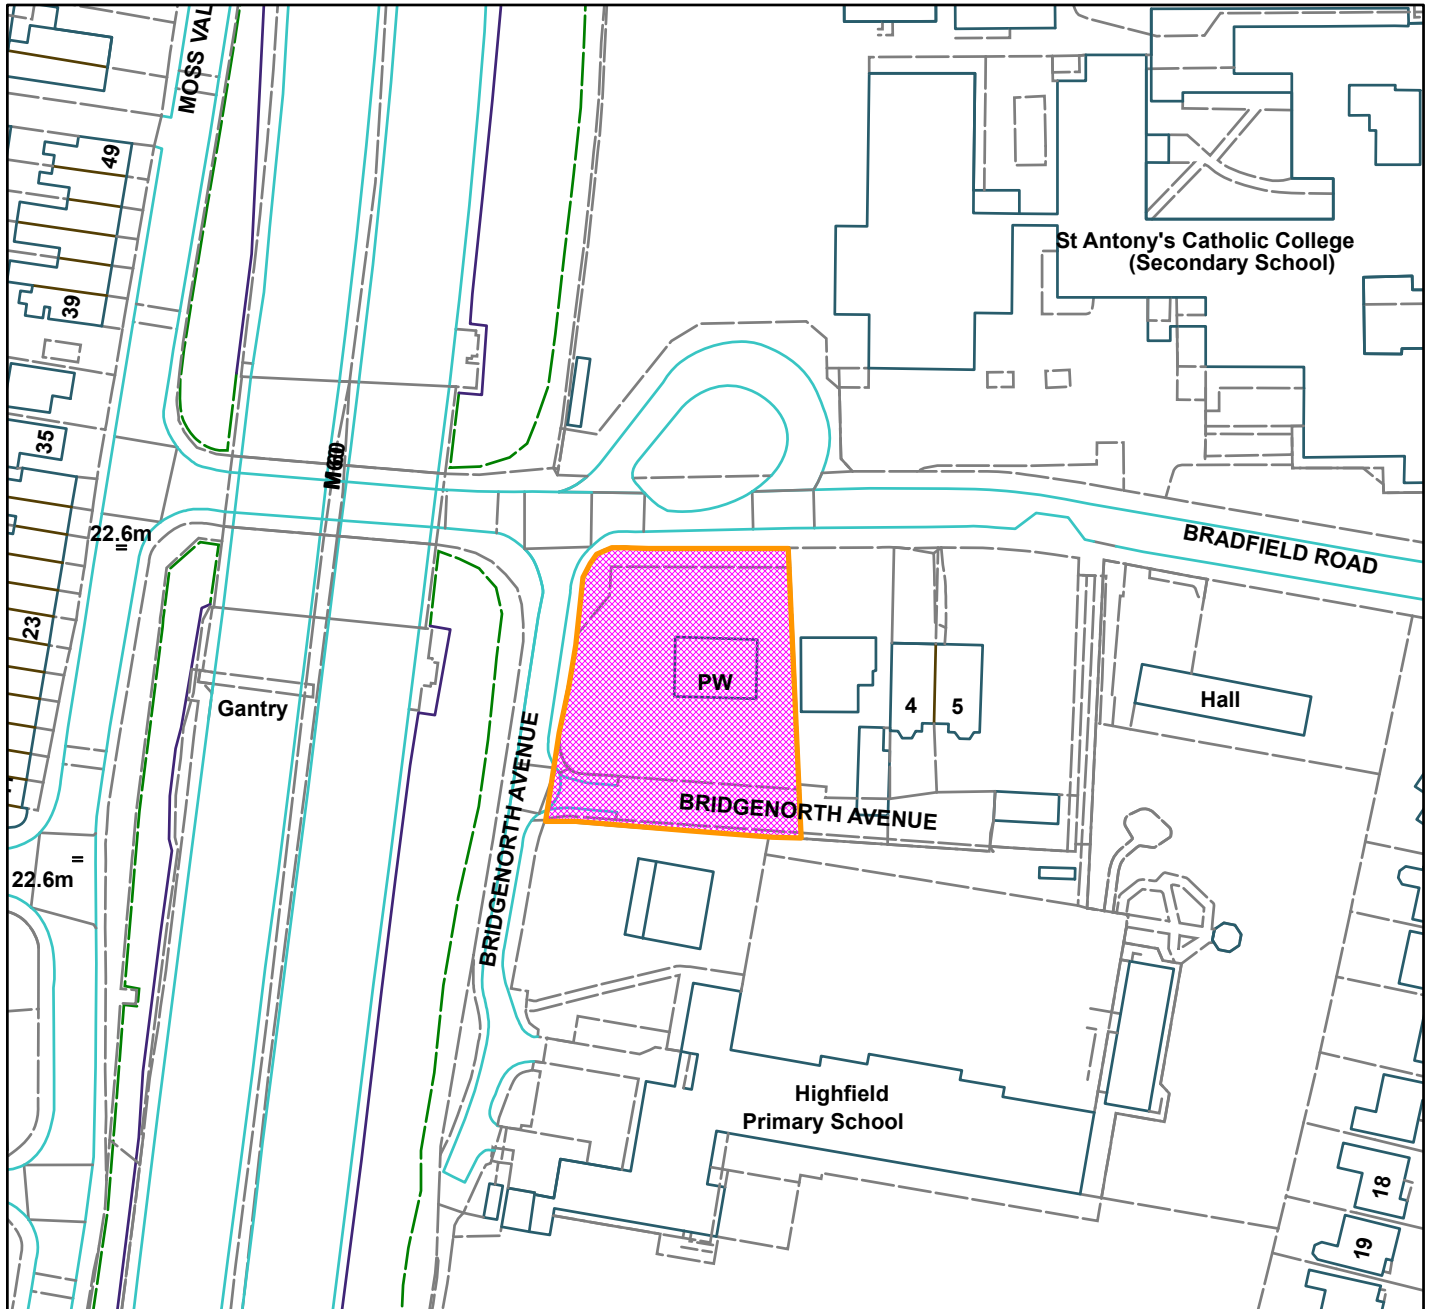 MOSS VAL
49
St Antony's Catholic College
(Secondary School)
39
35
M60
22.6m
BRADFIELD ROAD
23
PW
Gantry
4
5
Hall
BRIDGENORTH AVENUE
BRIDGENORTH AVENUE
22.6m
Highfield
Primary School
18
19